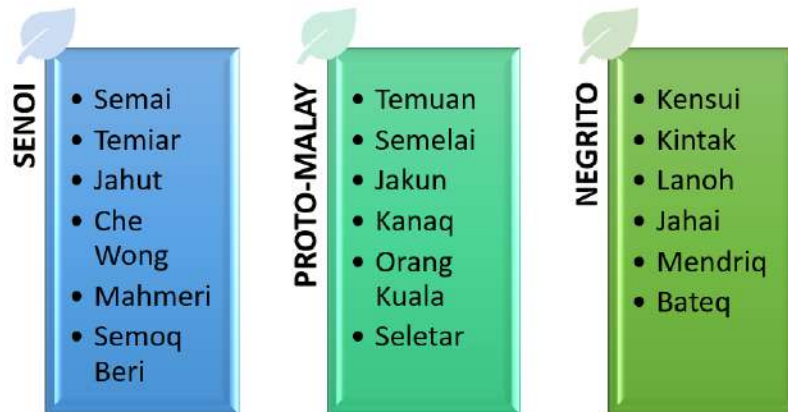 SENOI
• Semai
• Temiar
• Jahut
• Che
Wong
• Mahmeri
• Semoq
Beri
PROTO-MALAY
• Temuan
• Semelai
• Jakun
• Kanaq
• Orang
Kuala
• Seletar
NEGRITO
• Kensui
• Kintak
• Lanoh
• Jahai
• Mendriq
• Bateq